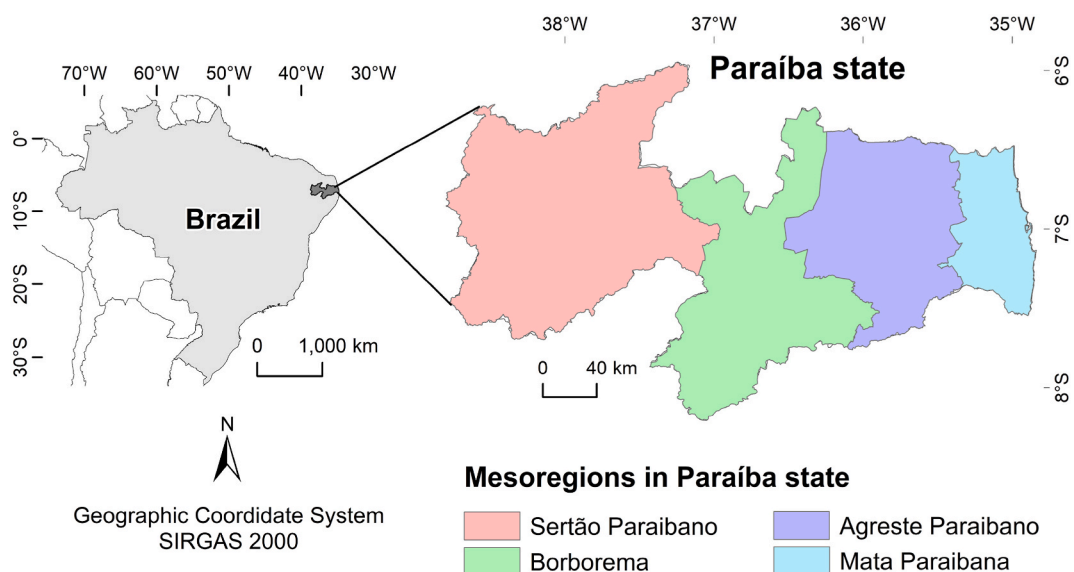 38°W 37°W 36°W 35°W
Paraíba state
70°W 60°W 50°W 40°W 30°W
6°S
0°
10°S
Brazil
7°S
20°S
0 1,000 km
30°S
0 40 km
8°S
N
Mesoregions in Paraíba state
Geographic Coordidate System
SIRGAS 2000
Sertão Paraibano
Agreste Paraibano
Borborema
Mata Paraibana